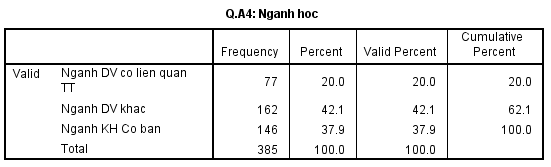 Q.A4: Nganh hoc
Frequency Percent Valid Percent Cumulative Percent
Valid Nganh DV co lien quan TT 77 20.0 20.0 20.0
Nganh DV khac 162 42.1 42.1 62.1
Nganh KH Co ban 146 37.9 37.9 100.0
Total 385 100.0 100.0